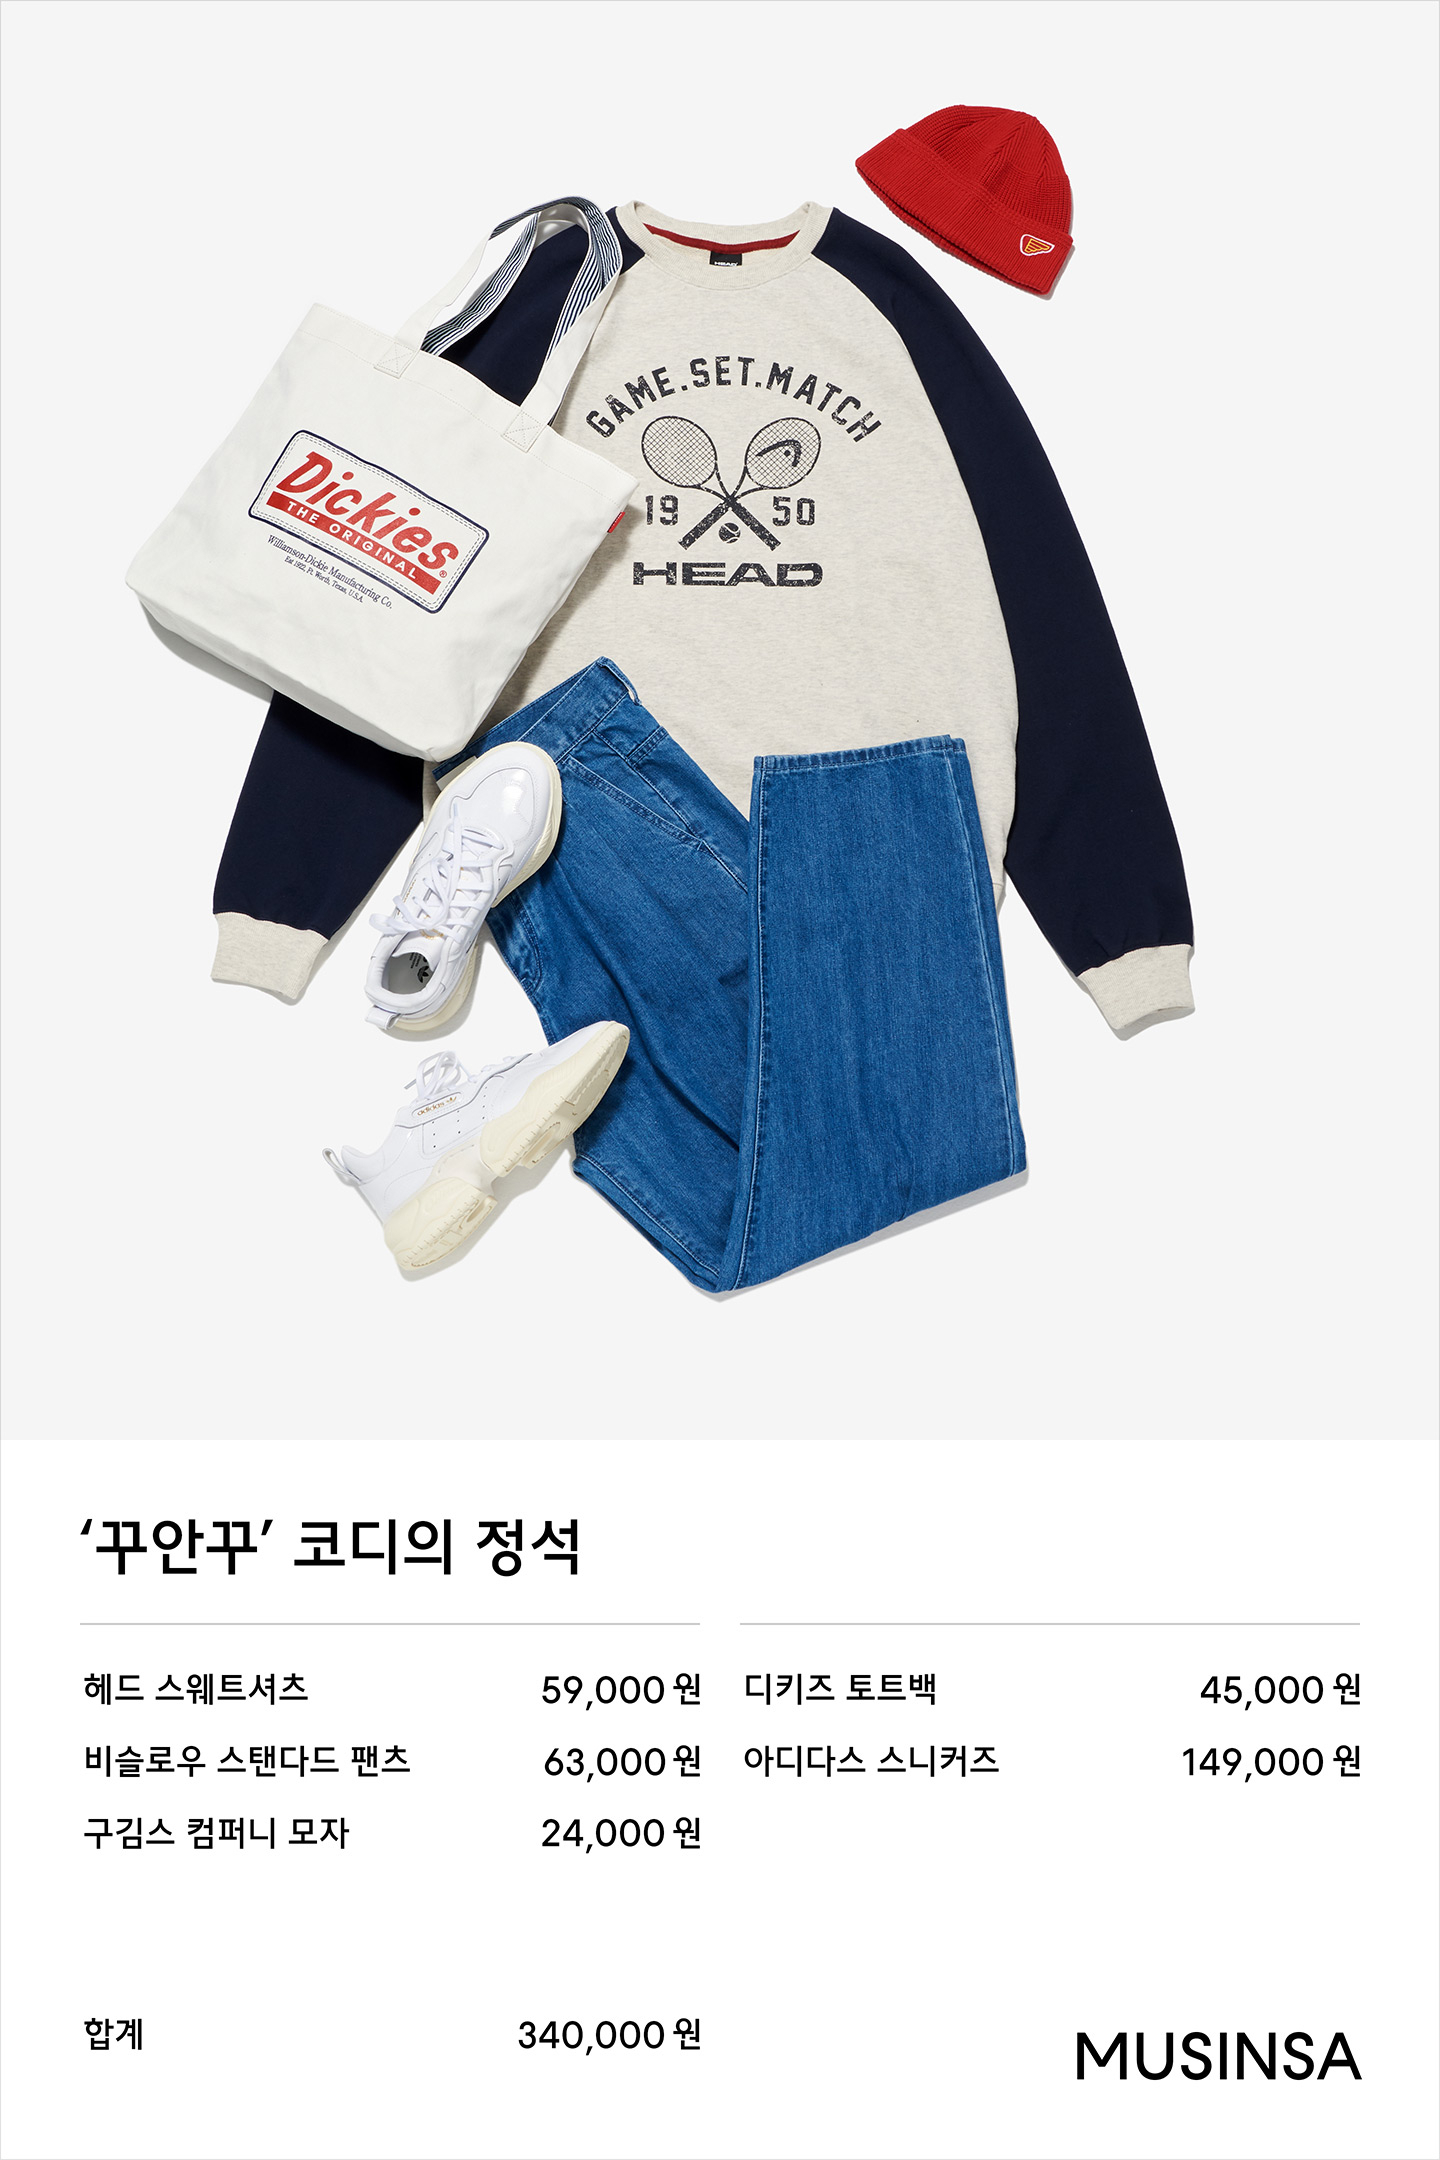 HEAD
GAME.SET.MATCH
19 50
HEAD
Dickies®
THE ORIGINAL
Williamson-Dickie Manufacturing Co.
Est 1922, Ft. Worth, Texas, U.S.A.
adidas
‘꾸안꾸’ 코디의 정석
헤드 스웨트셔츠 59,000 원
비슬로우 스탠다드 팬츠 63,000 원
구김스 컴퍼니 모자 24,000 원
디키즈 토트백 45,000 원
아디다스 스니커즈 149,000 원
합계 340,000 원
MUSINSA